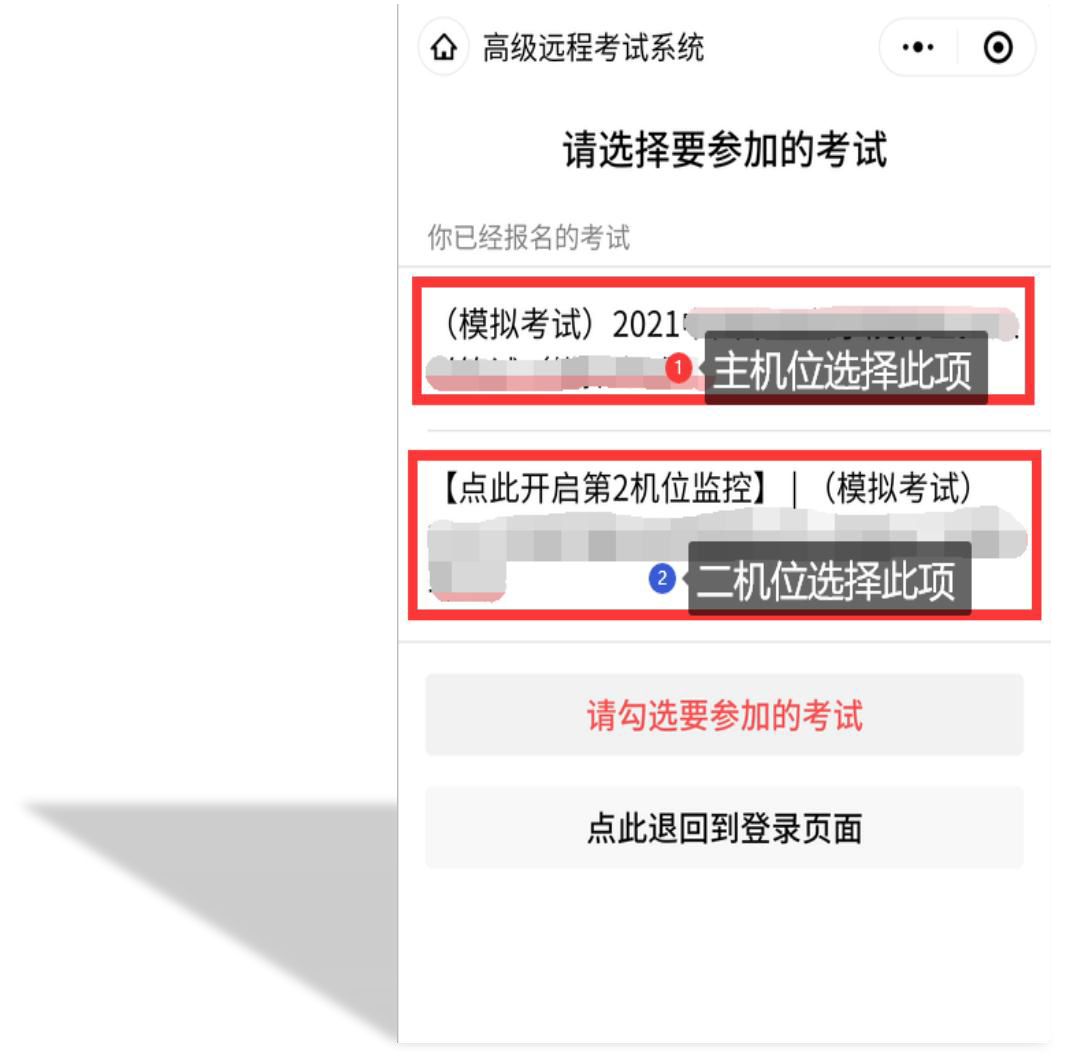 高级远程考试系统
请选择要参加的考试
你已经报名的考试
（模拟考试）2021
1 主机位选择此项
【点此开启第2机位监控】 | （模拟考试）
2 二机位选择此项
请勾选要参加的考试
点此退回到登录页面